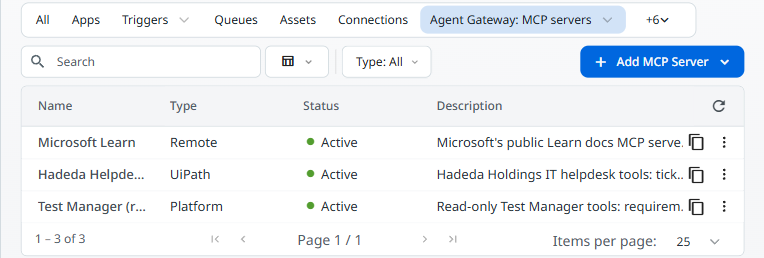 All Apps Triggers Queues Assets Connections Agent Gateway: MCP servers +6
Search Type: All + Add MCP Server
Name Type Status Description
Microsoft Learn Remote Active Microsoft's public Learn docs MCP serve.
Hadeda Helpde... UiPath Active Hadeda Holdings IT helpdesk tools: tick..
Test Manager (r... Platform Active Read-only Test Manager tools: requirem.
1 – 3 of 3 Page 1 / 1 Items per page: 25